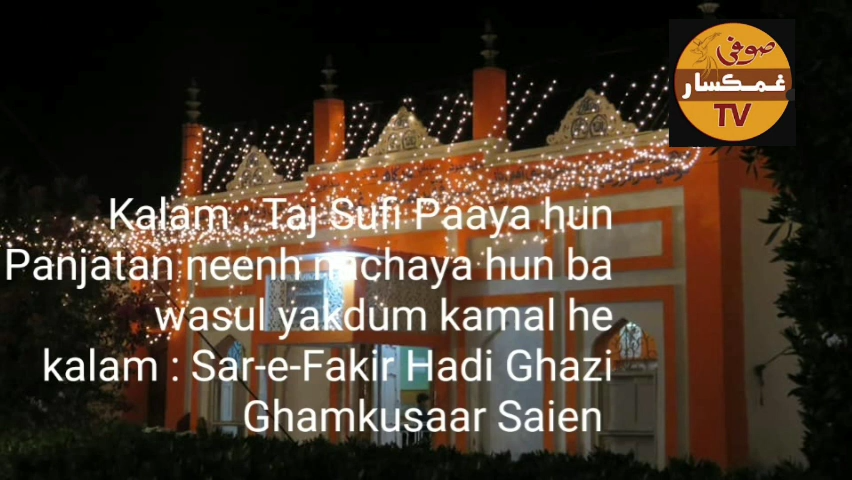 صوفی
غمکسار
TV
Kalam . Taj Sufi Paaya hun
Panjatan neenh nachaya hun ba
wasul yakdum kamal he
kalam : Sar-e-Fakir Hadi Ghazi
Ghamkusaar Saien